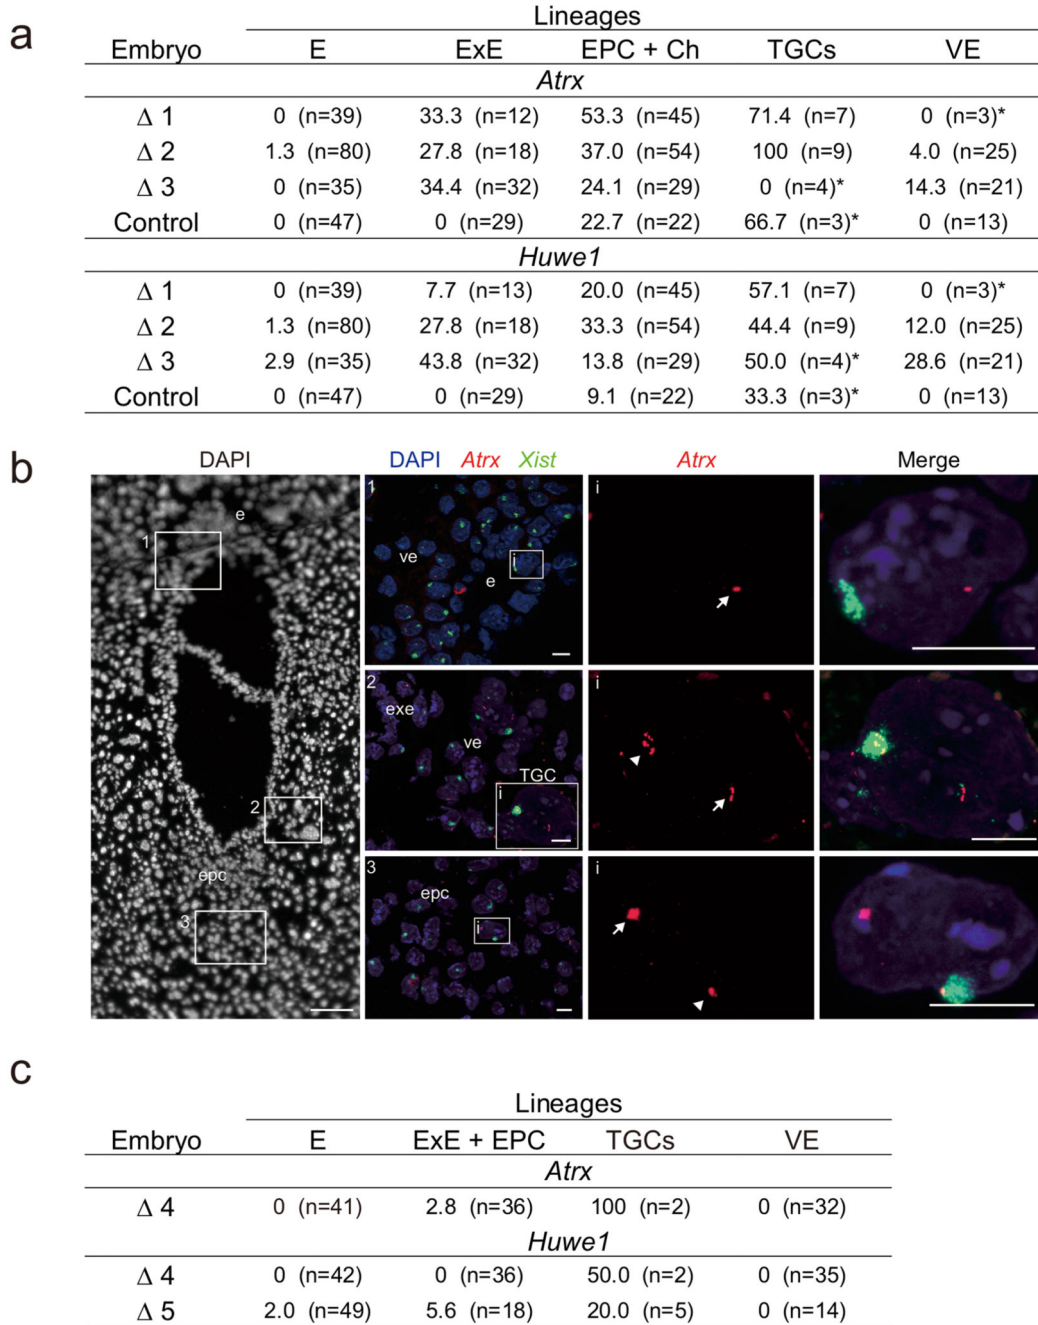 a
Lineages
Embryo E ExE EPC + Ch TGCs VE
Atrx
Δ 1 0 (n=39) 33.3 (n=12) 53.3 (n=45) 71.4 (n=7) 0 (n=3)*
Δ 2 1.3 (n=80) 27.8 (n=18) 37.0 (n=54) 100 (n=9) 4.0 (n=25)
Δ 3 0 (n=35) 34.4 (n=32) 24.1 (n=29) 0 (n=4)* 14.3 (n=21)
Control 0 (n=47) 0 (n=29) 22.7 (n=22) 66.7 (n=3)* 0 (n=13)
Huwe1
Δ 1 0 (n=39) 7.7 (n=13) 20.0 (n=45) 57.1 (n=7) 0 (n=3)*
Δ 2 1.3 (n=80) 27.8 (n=18) 33.3 (n=54) 44.4 (n=9) 12.0 (n=25)
Δ 3 2.9 (n=35) 43.8 (n=32) 13.8 (n=29) 50.0 (n=4)* 28.6 (n=21)
Control 0 (n=47) 0 (n=29) 9.1 (n=22) 33.3 (n=3)* 0 (n=13)
b
DAPI
DAPI Atrx Xist
Atrx
Merge
e
1
2
epc
3
1
ve
i
e
i
2
exe
ve
TGC
i
i
3
epc
i
i
c
Lineages
Embryo E ExE + EPC TGCs VE
Atrx
Δ 4 0 (n=41) 2.8 (n=36) 100 (n=2) 0 (n=32)
Huwe1
Δ 4 0 (n=42) 0 (n=36) 50.0 (n=2) 0 (n=35)
Δ 5 2.0 (n=49) 5.6 (n=18) 20.0 (n=5) 0 (n=14)